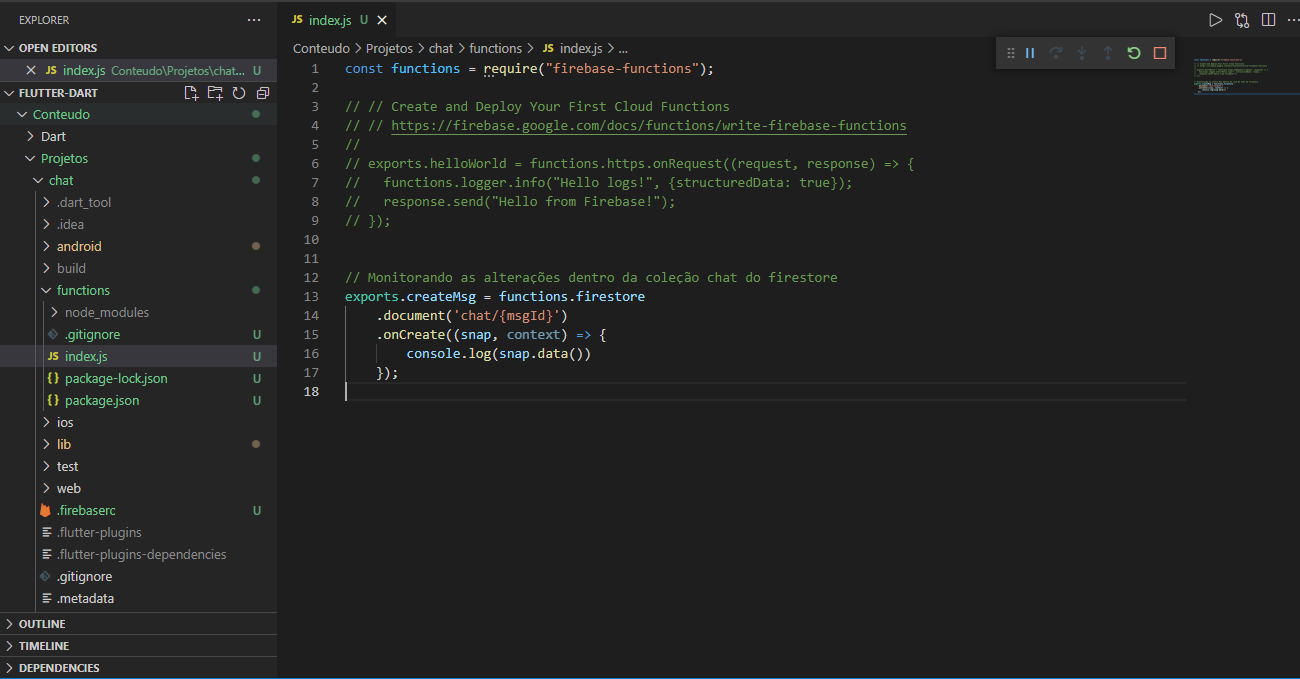 EXPLORER
OPEN EDITORS
index.js Conteudo\Projetos\chat... U
FLUTTER-DART
Conteudo
Dart
Projetos
chat
.dart_tool
.idea
android
build
functions
node_modules
.gitignore U
JS index.js U
{} package-lock.json U
{} package.json U
ios
lib
test
web
.firebaserc U
.flutter-plugins
.flutter-plugins-dependencies
.gitignore
.metadata
OUTLINE
TIMELINE
DEPENDENCIES
JS index.js U
Conteudo > Projetos > chat > functions > JS index.js > ...
1 const functions = require("firebase-functions");
2
3 // // Create and Deploy Your First Cloud Functions
4 // // https://firebase.google.com/docs/functions/write-firebase-functions
5 //
6 // exports.helloWorld = functions.https.onRequest((request, response) => {
7 //   functions.logger.info("Hello logs!", {structuredData: true});
8 //   response.send("Hello from Firebase!");
9 // });
10
11
12 // Monitorando as alterações dentro da coleção chat do firestore
13 exports.createMsg = functions.firestore
14     .document('chat/{msgId}')
15     .onCreate((snap, context) => {
16         console.log(snap.data())
17     });
18